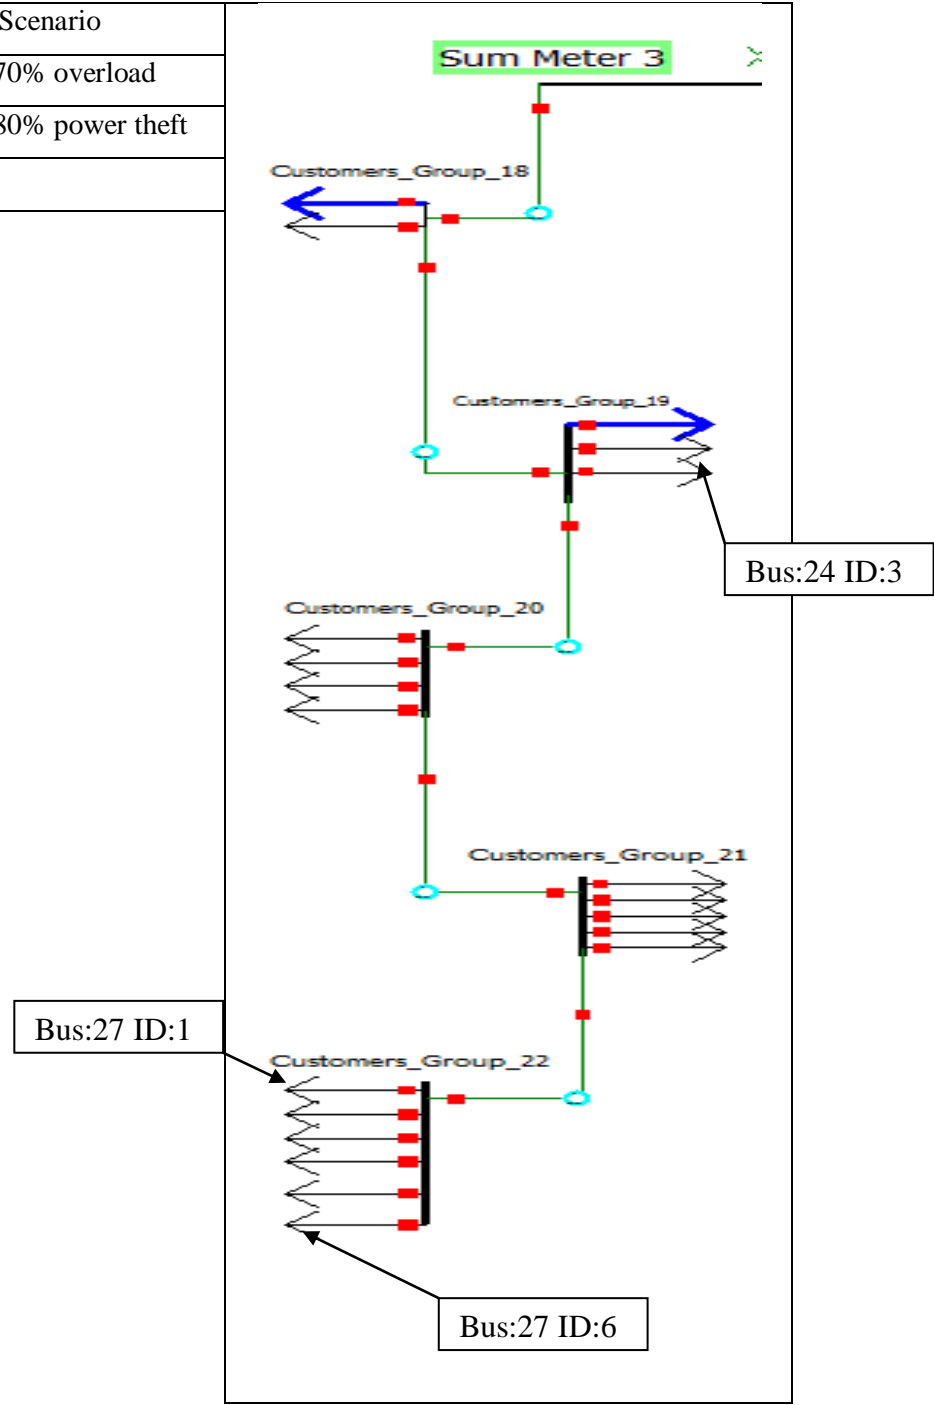 Scenario
70% overload
80% power theft
Sum Meter 3
Customers_Group_18
Customers_Group_19
Bus:24 ID:3
Customers_Group_20
Customers_Group_21
Bus:27 ID:1
Customers_Group_22
Bus:27 ID:6